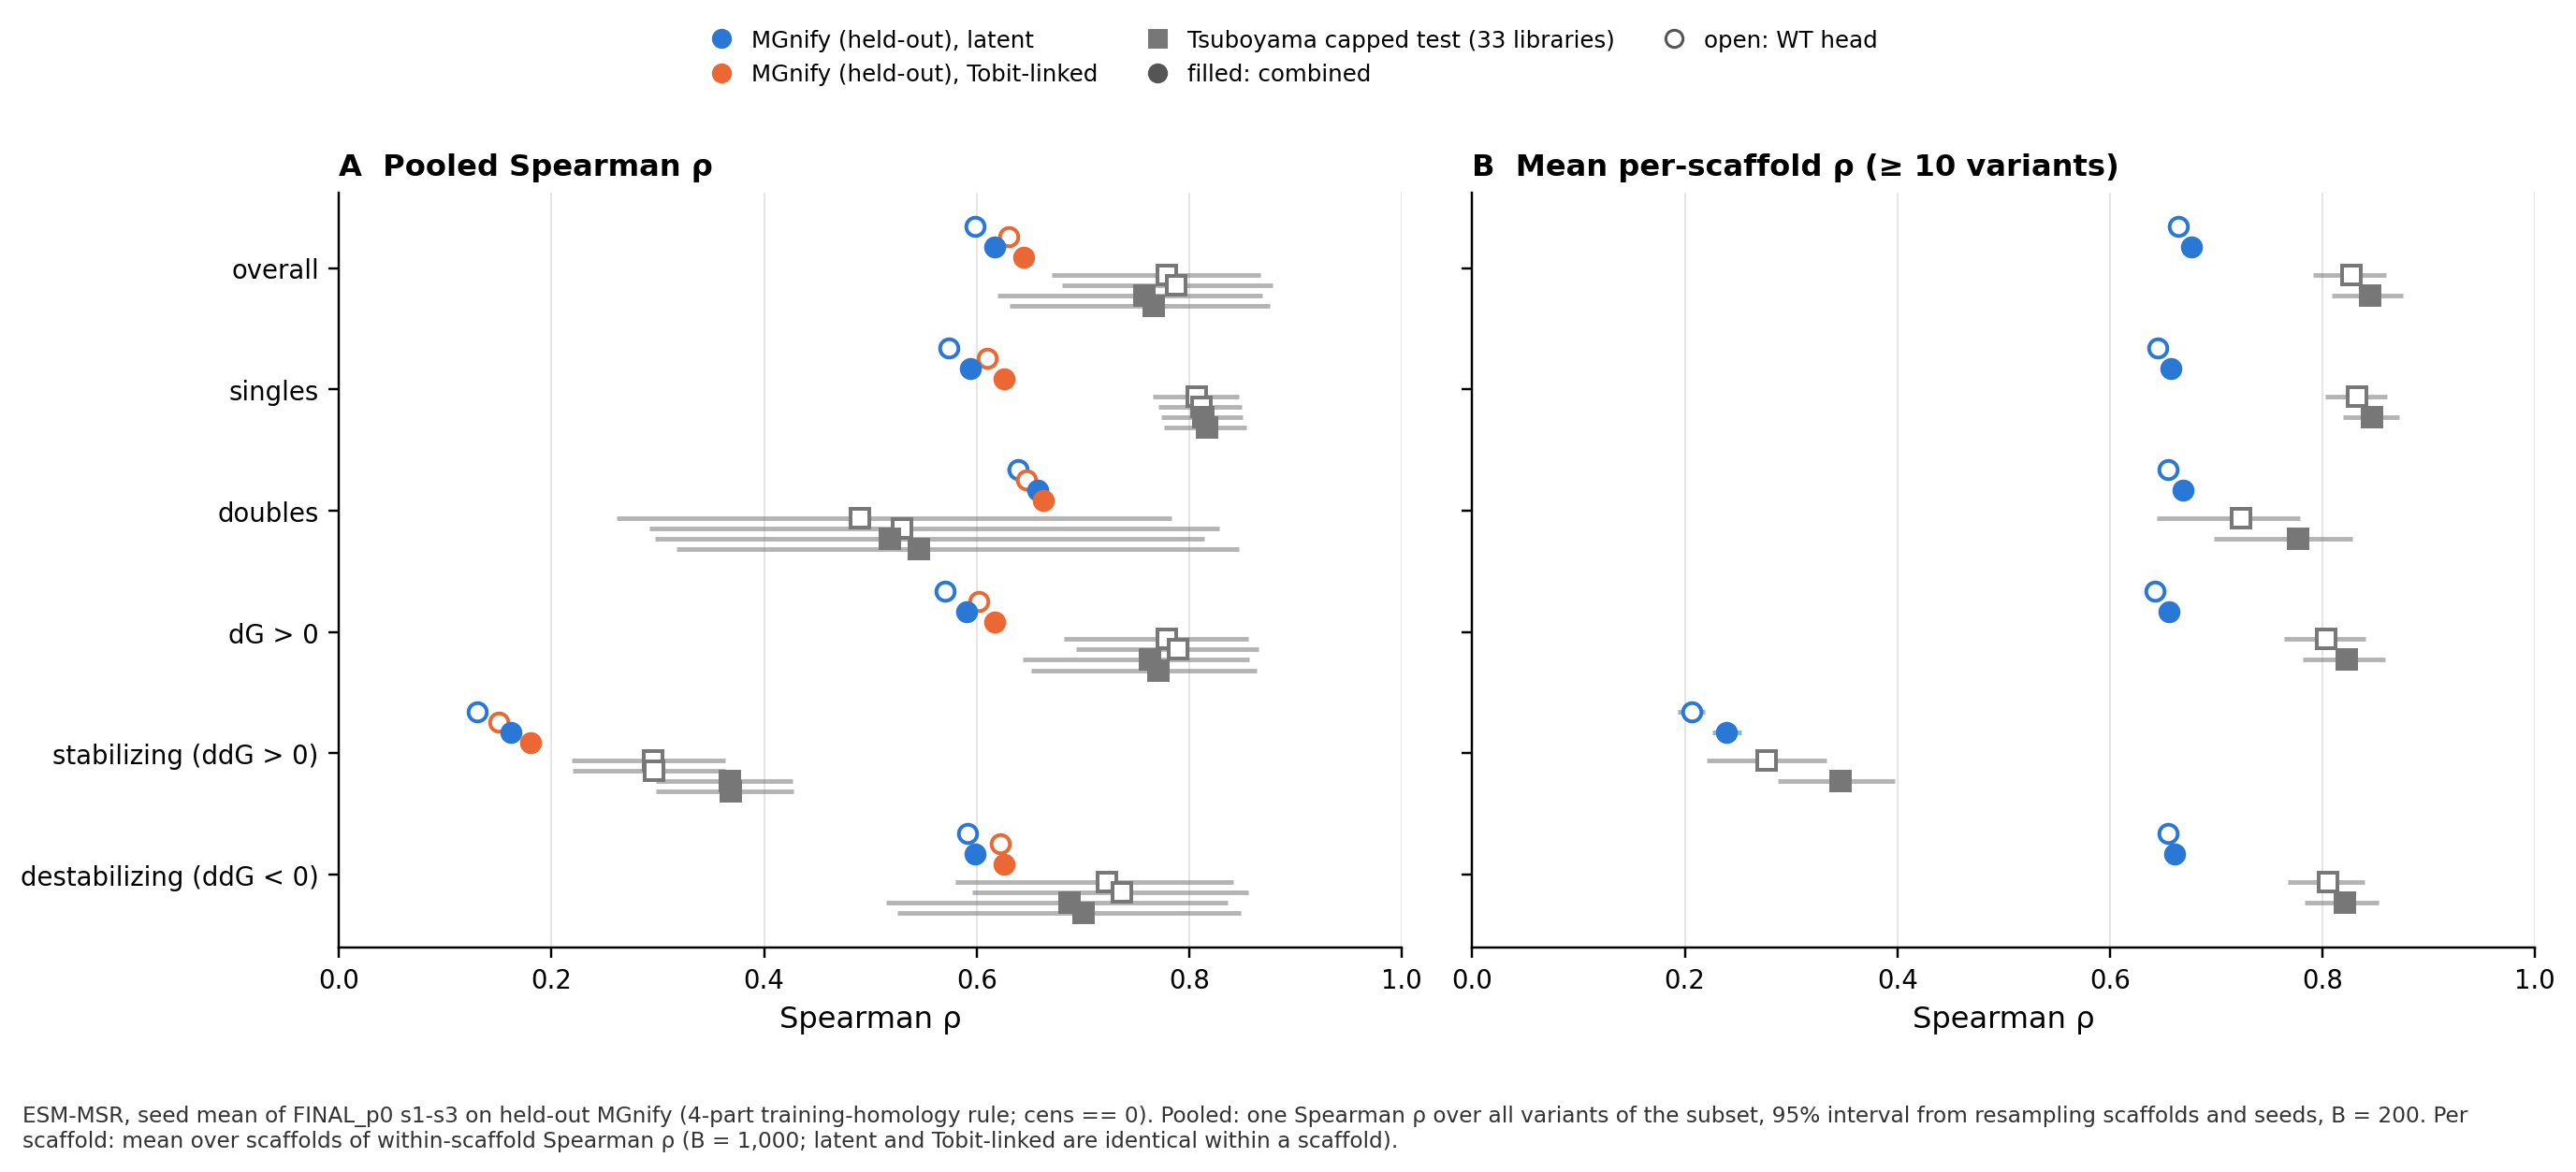 MGnify (held-out), latent
MGnify (held-out), Tobit-linked
Tsuboyama capped test (33 libraries)
filled: combined
open: WT head
A Pooled Spearman ρ
overall
singles
doubles
dG > 0
stabilizing (ddG > 0)
destabilizing (ddG < 0)
0.0 0.2 0.4 0.6 0.8 1.0
Spearman ρ
B Mean per-scaffold ρ (≥ 10 variants)
0.0 0.2 0.4 0.6 0.8 1.0
Spearman ρ
ESM-MSR, seed mean of FINAL_p0 s1-s3 on held-out MGnify (4-part training-homology rule; cens == 0). Pooled: one Spearman ρ over all variants of the subset, 95% interval from resampling scaffolds and seeds, B = 200. Per
scaffold: mean over scaffolds of within-scaffold Spearman ρ (B = 1,000; latent and Tobit-linked are identical within a scaffold).